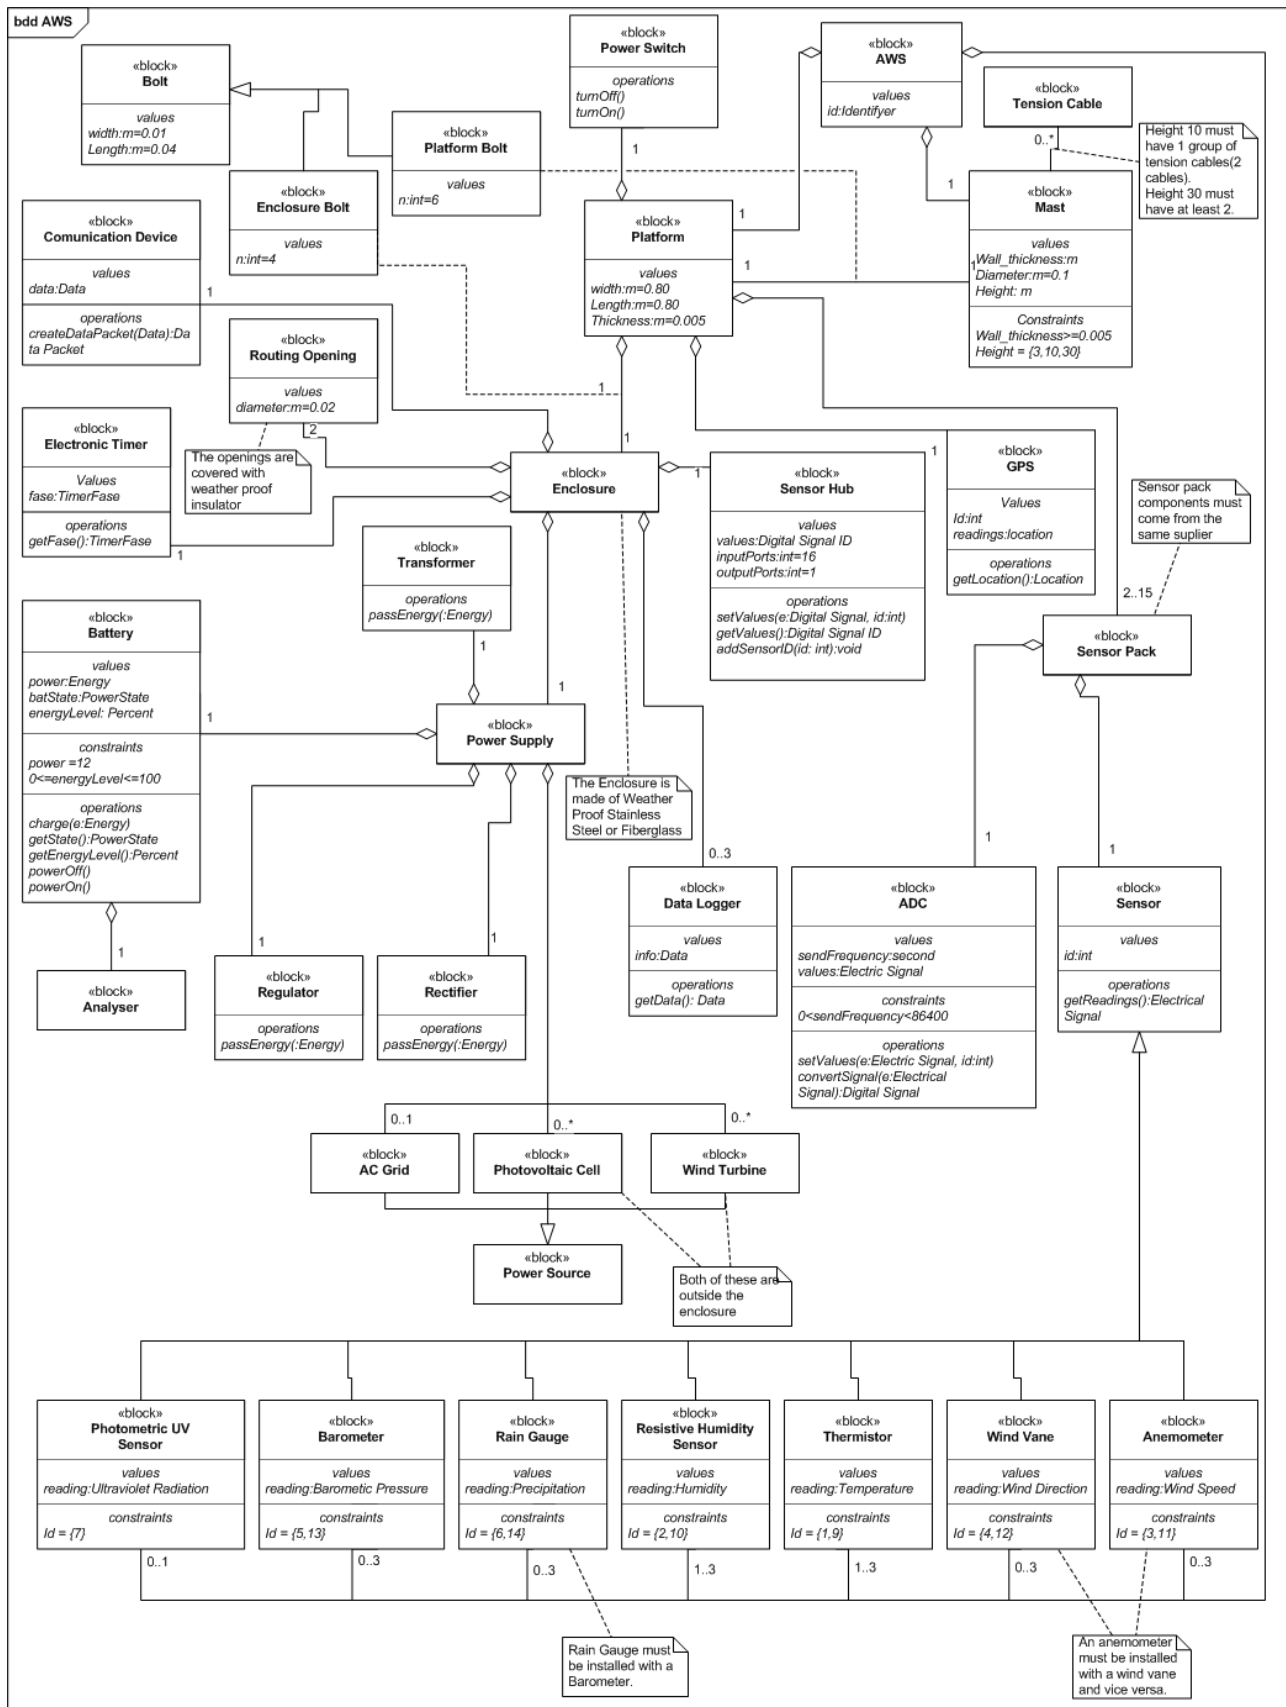 bdd AWS
«block»
Bolt
values
width:m=0.01
Length:m=0.04
«block»
Power Switch
operations
turnOff()
turnOn()
«block»
AWS
values
id:Identifyer
«block»
Tension Cable
0..*
Height 10 must
have 1 group of
tension cables(2
cables).
Height 30 must
have at least 2.
«block»
Platform Bolt
values
n:int=6
1
«block»
Enclosure Bolt
values
n:int=4
«block»
Comunication Device
values
data:Data
operations
createDataPacket(Data):Da
ta Packet
1
«block»
Platform
values
width:m=0.80
Length:m=0.80
Thickness:m=0.005
1
1
1
1
«block»
Mast
values
Wall_thickness:m
Diameter:m=0.1
Height: m
Constraints
Wall_thickness>=0.005
Height = {3,10,30}
«block»
Routing Opening
values
diameter:m=0.02
2
1
1
«block»
Electronic Timer
Values
fase:TimerFase
operations
getFase():TimerFase
1
The openings are
covered with
weather proof
insulator
«block»
Enclosure
1
«block»
Sensor Hub
values
values:Digital Signal ID
inputPorts:int=16
outputPorts:int=1
operations
setValues(e:Digital Signal, id:int)
getValues():Digital Signal ID
addSensorID(id: int):void
1
«block»
GPS
Values
Id:int
readings:location
operations
getLocation():Location
Sensor pack
components must
come from the
same suplier
2..15
«block»
Transformer
operations
passEnergy(:Energy)
1
«block»
Battery
values
power:Energy
batState:PowerState
energyLevel: Percent
constraints
power =12
0<=energyLevel<=100
operations
charge(e:Energy)
getState():PowerState
getEnergyLevel():Percent
powerOff()
powerOn()
1
1
«block»
Power Supply
«block»
Sensor Pack
The Enclosure is
made of Weather
Proof Stainless
Steel or Fiberglass
0..3
1
1
1
«block»
Analyser
1
«block»
Regulator
operations
passEnergy(:Energy)
1
«block»
Rectifier
operations
passEnergy(:Energy)
«block»
Data Logger
values
info:Data
operations
getData(): Data
«block»
ADC
values
sendFrequency:second
values:Electric Signal
constraints
0<sendFrequency<86400
operations
setValues(e:Electric Signal, id:int)
convertSignal(e:Electrical
Signal):Digital Signal
«block»
Sensor
values
id:int
operations
getReadings():Electrical
Signal
0..1
0..*
0..*
«block»
AC Grid
«block»
Photovoltaic Cell
«block»
Wind Turbine
«block»
Power Source
Both of these are
outside the
enclosure
«block»
Photometric UV
Sensor
values
reading:Ultraviolet Radiation
constraints
Id = {7}
0..1
«block»
Barometer
values
reading:Barometic Pressure
constraints
Id = {5,13}
0..3
«block»
Rain Gauge
values
reading:Precipitation
constraints
Id = {6,14}
0..3
«block»
Resistive Humidity
Sensor
values
reading:Humidity
constraints
Id = {2,10}
1..3
«block»
Thermistor
values
reading:Temperature
constraints
Id = {1,9}
1..3
«block»
Wind Vane
values
reading:Wind Direction
constraints
Id = {4,12}
0..3
«block»
Anemometer
values
reading:Wind Speed
constraints
Id = {3,11}
0..3
Rain Gauge must
be installed with a
Barometer.
An anemometer
must be installed
with a wind vane
and vice versa.